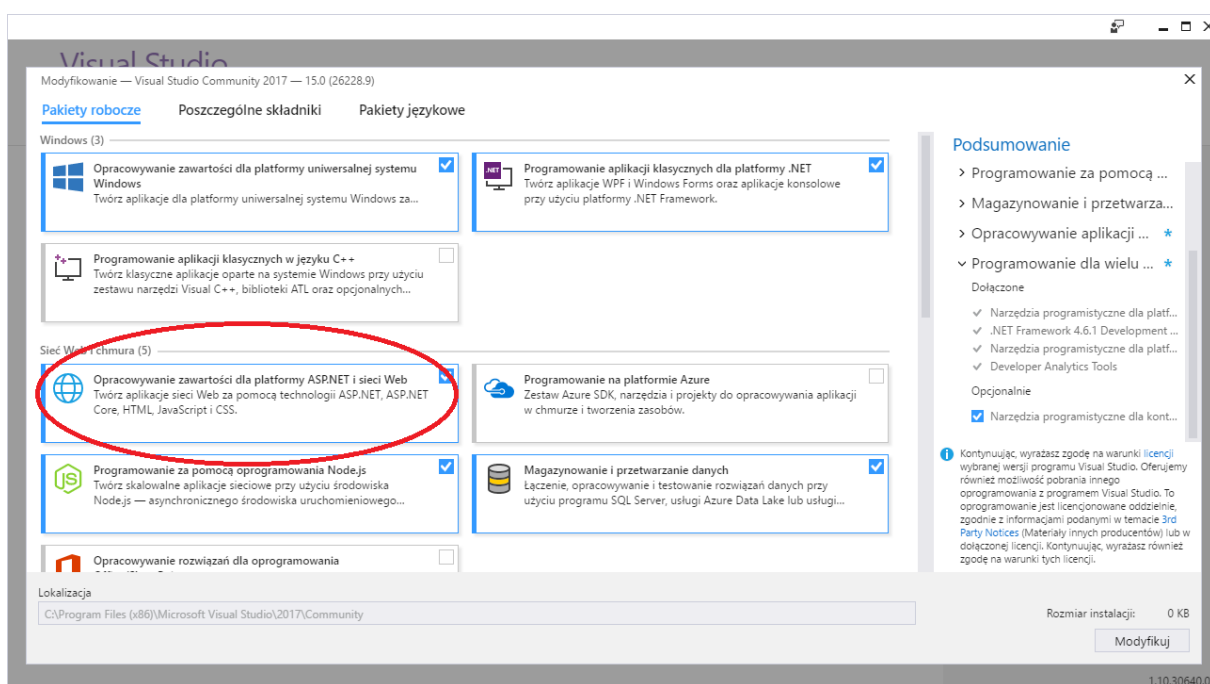 Visual Studio
Modyfikowanie — Visual Studio Community 2017 — 15.0 (26228.9)
Pakiety robocze
Poszczególne składniki
Pakiety językowe
Windows (3)
Opracowywanie zawartości dla platformy uniwersalnej systemu
Windows
Twórz aplikacje dla platformy uniwersalnej systemu Windows za...
.NET
Programowanie aplikacji klasycznych dla platformy .NET
Twórz aplikacje WPF i Windows Forms oraz aplikacje konsolowe
przy użyciu platformy .NET Framework.
Programowanie aplikacji klasycznych w języku C++
Twórz klasyczne aplikacje oparte na systemie Windows przy użyciu
zestawu narzędzi Visual C++, biblioteki ATL oraz opcjonalnych...
Sieć Web i chmura (5)
Opracowywanie zawartości dla platformy ASP.NET i sieci Web
Twórz aplikacje sieci Web za pomocą technologii ASP.NET, ASP.NET
Core, HTML, JavaScript i CSS.
Programowanie na platformie Azure
Zestaw Azure SDK, narzędzia i projekty do opracowywania aplikacji
w chmurze i tworzenia zasobów.
JS
Programowanie za pomocą oprogramowania Node.js
Twórz skalowalne aplikacje sieciowe przy użyciu środowiska
Node.js — asynchronicznego środowiska uruchomieniowego...
Magazynowanie i przetwarzanie danych
Łączenie, opracowywanie i testowanie rozwiązań danych przy
użyciu programu SQL Server, usługi Azure Data Lake lub usługi...
Opracowywanie rozwiązań dla oprogramowania
Podsumowanie
Programowanie za pomocą ...
Magazynowanie i przetwarza...
Opracowywanie aplikacji ... *
Programowanie dla wielu ... *
Dołączone
Narzędzia programistyczne dla platf...
.NET Framework 4.6.1 Development ...
Narzędzia programistyczne dla platf...
Developer Analytics Tools
Opcjonalnie
Narzędzia programistyczne dla kont...
Kontynuując, wyrażasz zgodę na warunki licencji
wybranej wersji programu Visual Studio. Oferujemy
również możliwość pobrania innego
oprogramowania z programem Visual Studio. To
oprogramowanie jest licencjonowane oddzielnie,
zgodnie z informacjami podanymi w temacie 3rd
Party Notices (Materiały innych producentów) lub w
dołączonej licencji. Kontynuując, wyrażasz również
zgodę na warunki tych licencji.
Lokalizacja
C:\Program Files (x86)\Microsoft Visual Studio\2017\Community
Rozmiar instalacji: 0 KB
Modyfikuj
1.10.30640.0